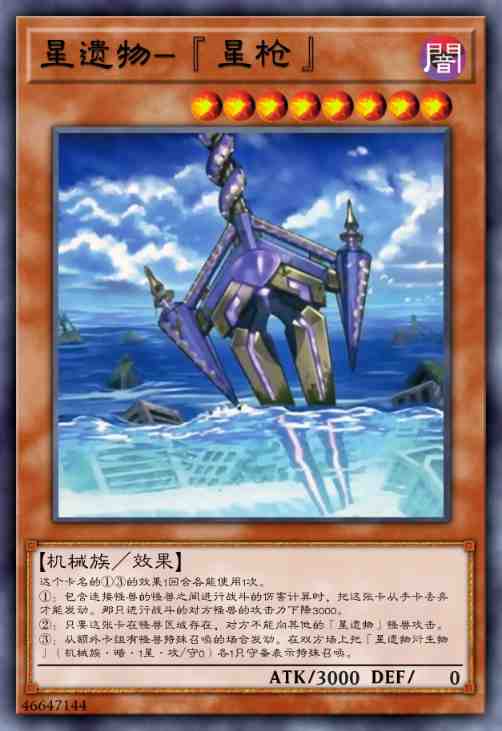 星遗物–『星枪』
闇
【机械族／效果】
这个卡名的①③的效果1回合各能使用1次。
①：包含连接怪兽的怪兽之间进行战斗的伤害计算时，把这张卡从手卡丢弃
才能发动。那只进行战斗的对方怪兽的攻击力下降3000。
②：只要这张卡在怪兽区域存在，对方不能向其他的「星遗物」怪兽攻击。
③：从额外卡组有怪兽特殊召唤的场合发动。在双方场上把「星遗物衍生物
」（机械族·暗·1星·攻/守0）各1只守备表示特殊召唤。
ATK/3000 DEF/ 0
46647144